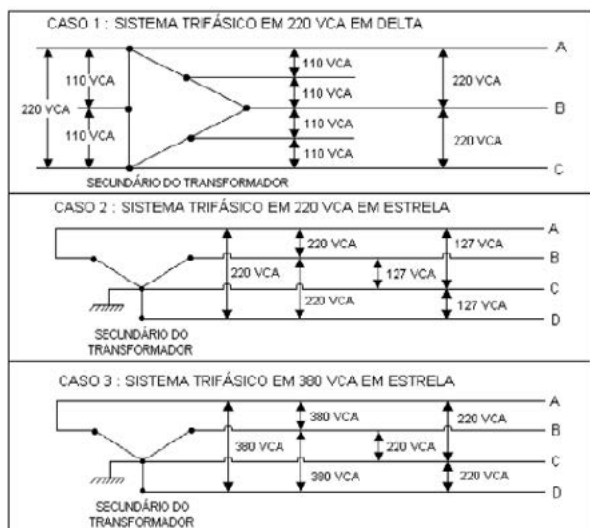 CASO 1 : SISTEMA TRIFÁSICO EM 220 VCA EM DELTA
A
110 VCA
110 VCA
110 VCA
220 VCA
220 VCA
B
110 VCA
110 VCA
220 VCA
110 VCA
C
SECUNDÁRIO DO TRANSFORMADOR
CASO 2 : SISTEMA TRIFÁSICO EM 220 VCA EM ESTRELA
A
220 VCA
127 VCA
B
220 VCA
127 VCA
C
220 VCA
127 VCA
D
SECUNDÁRIO DO
TRANSFORMADOR
CASO 3 : SISTEMA TRIFÁSICO EM 380 VCA EM ESTRELA
A
380 VCA
220 VCA
B
380 VCA
220 VCA
C
380 VCA
220 VCA
D
SECUNDÁRIO DO
TRANSFORMADOR